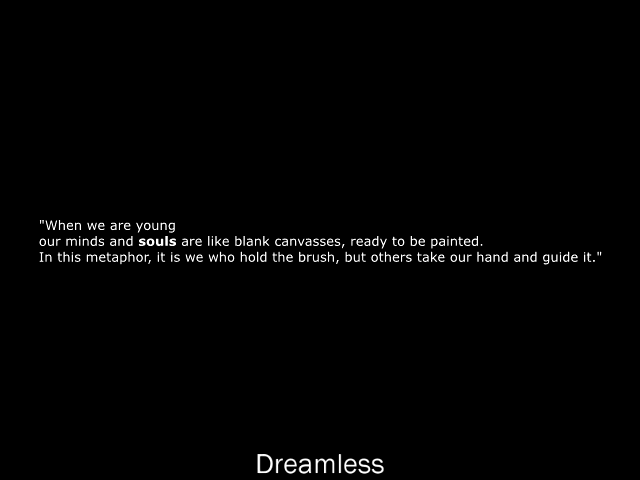 "When we are young
our minds and souls are like blank canvasses, ready to be painted.
In this metaphor, it is we who hold the brush, but others take our hand and guide it."
Dreamless